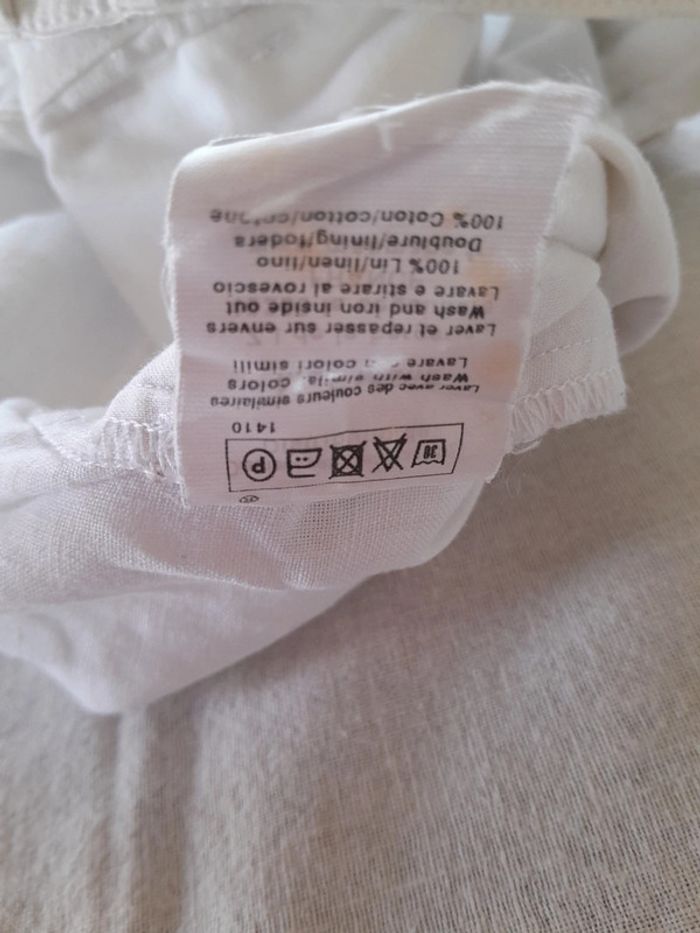 30 P
1410
Laver avec des couleurs similaires
Wash with colors
Lavare colori simili
Laver et repasser sur envers
Wash and iron inside out
Lavare e stirare al rovescio
100% Lin/linen/lino
Doublure/lining/fodera
100% Coton/cotton/cotone